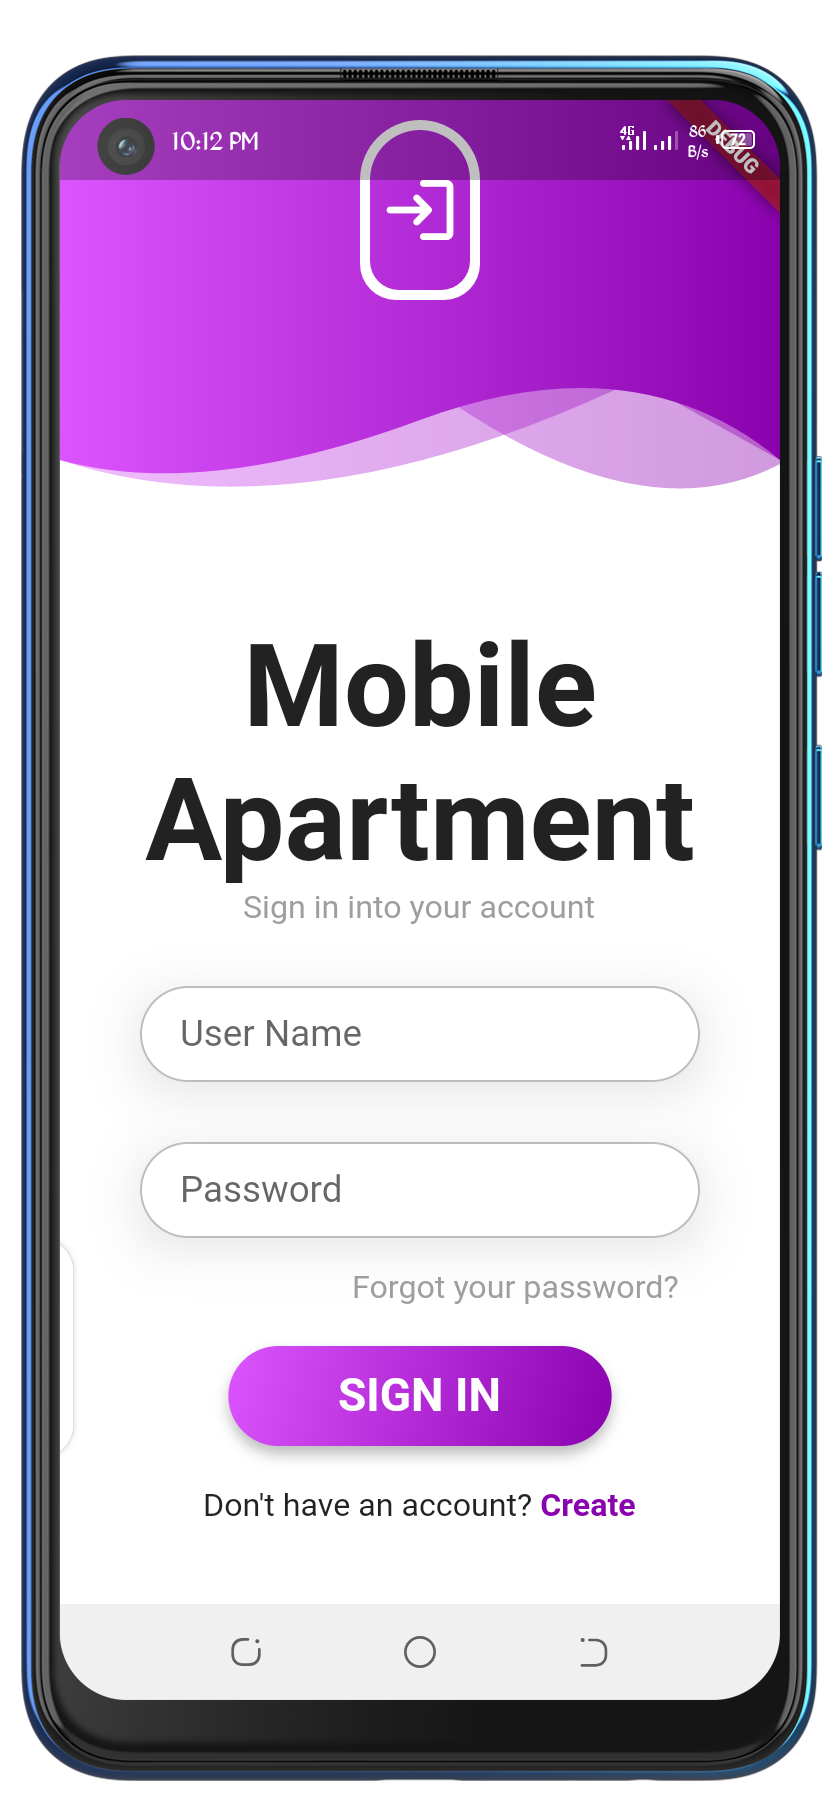 10:12 PM
4G
86
B/s
72
DEBUG
Mobile
Apartment
Sign in into your account
User Name
Password
Forgot your password?
SIGN IN
Don't have an account? Create